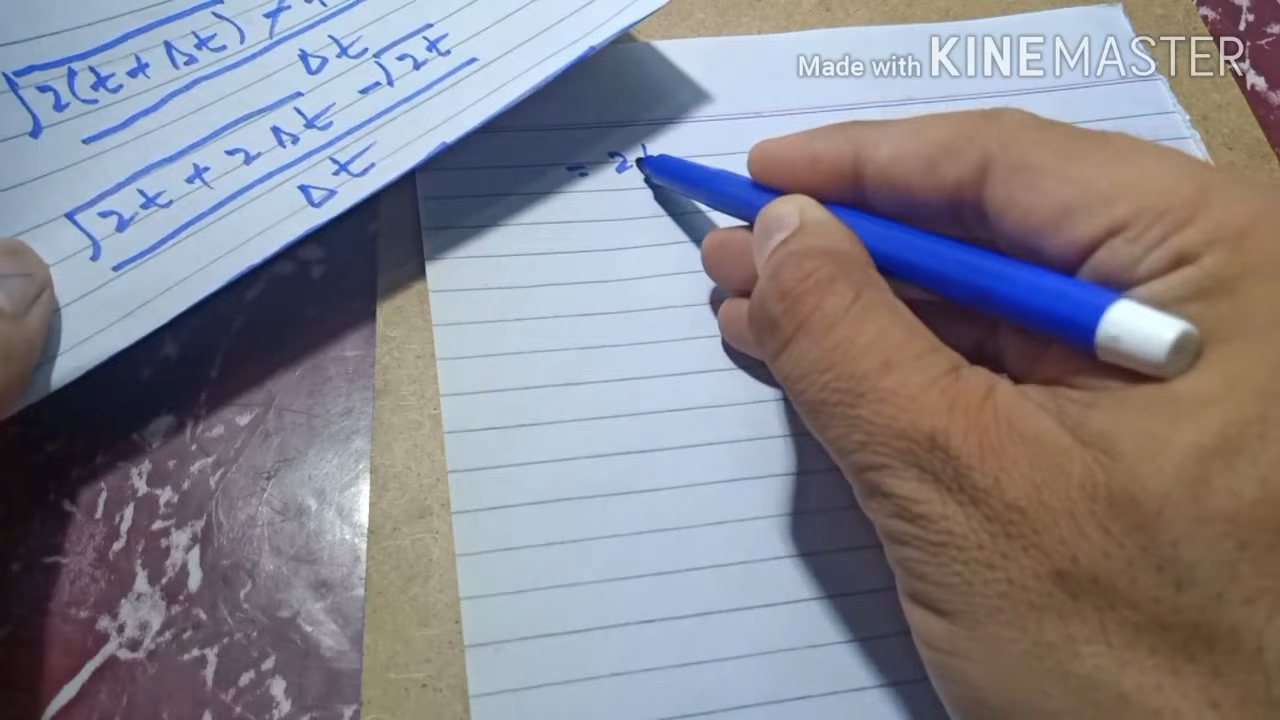 Made with KINEMASTER
√2(t + Δt)
Δt
√2t + 2Δt - √2t
Δt
= 2